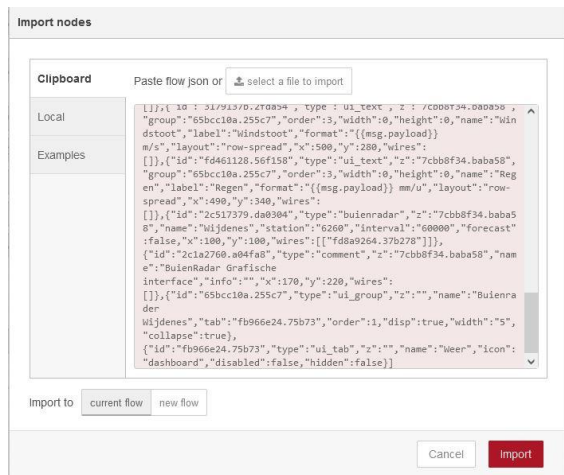 Import nodes
Clipboard
Local
Examples
Paste flow json or select a file to import
[]},{"id":"3179137b.2fda54","type":"ui_text","z":"7cbb8f34.baba58",
"group":"65bcc10a.255c7","order":3,"width":0,"height":0,"name":"Win
dstoot","label":"Windstoot","format":"{{msg.payload}}
m/s","layout":"row-spread","x":500,"y":280,"wires":
[]},{"id":"fd461128.56f158","type":"ui_text","z":"7cbb8f34.baba58",
"group":"65bcc10a.255c7","order":3,"width":0,"height":0,"name":"Reg
en","label":"Regen","format":"{{msg.payload}} mm/u","layout":"row-
spread","x":490,"y":340,"wires":
[]},{"id":"2c517379.da0304","type":"buienradar","z":"7cbb8f34.baba5
8","name":"Wijdenes","station":"6260","interval":"60000","forecast"
:false,"x":100,"y":100,"wires":[["fd8a9264.37b278"]]},
{"id":"2c1a2760.a04fa8","type":"comment","z":"7cbb8f34.baba58","nam
e":"BuienRadar Grafische
interface","info":"","x":170,"y":220,"wires":
[]},{"id":"65bcc10a.255c7","type":"ui_group","z":"","name":"Buienra
der
Wijdenes","tab":"fb966e24.75b73","order":1,"disp":true,"width":"5",
"collapse":true},
{"id":"fb966e24.75b73","type":"ui_tab","z":"","name":"Weer","icon":
"dashboard","disabled":false,"hidden":false}]
Import to current flow new flow
Cancel Import